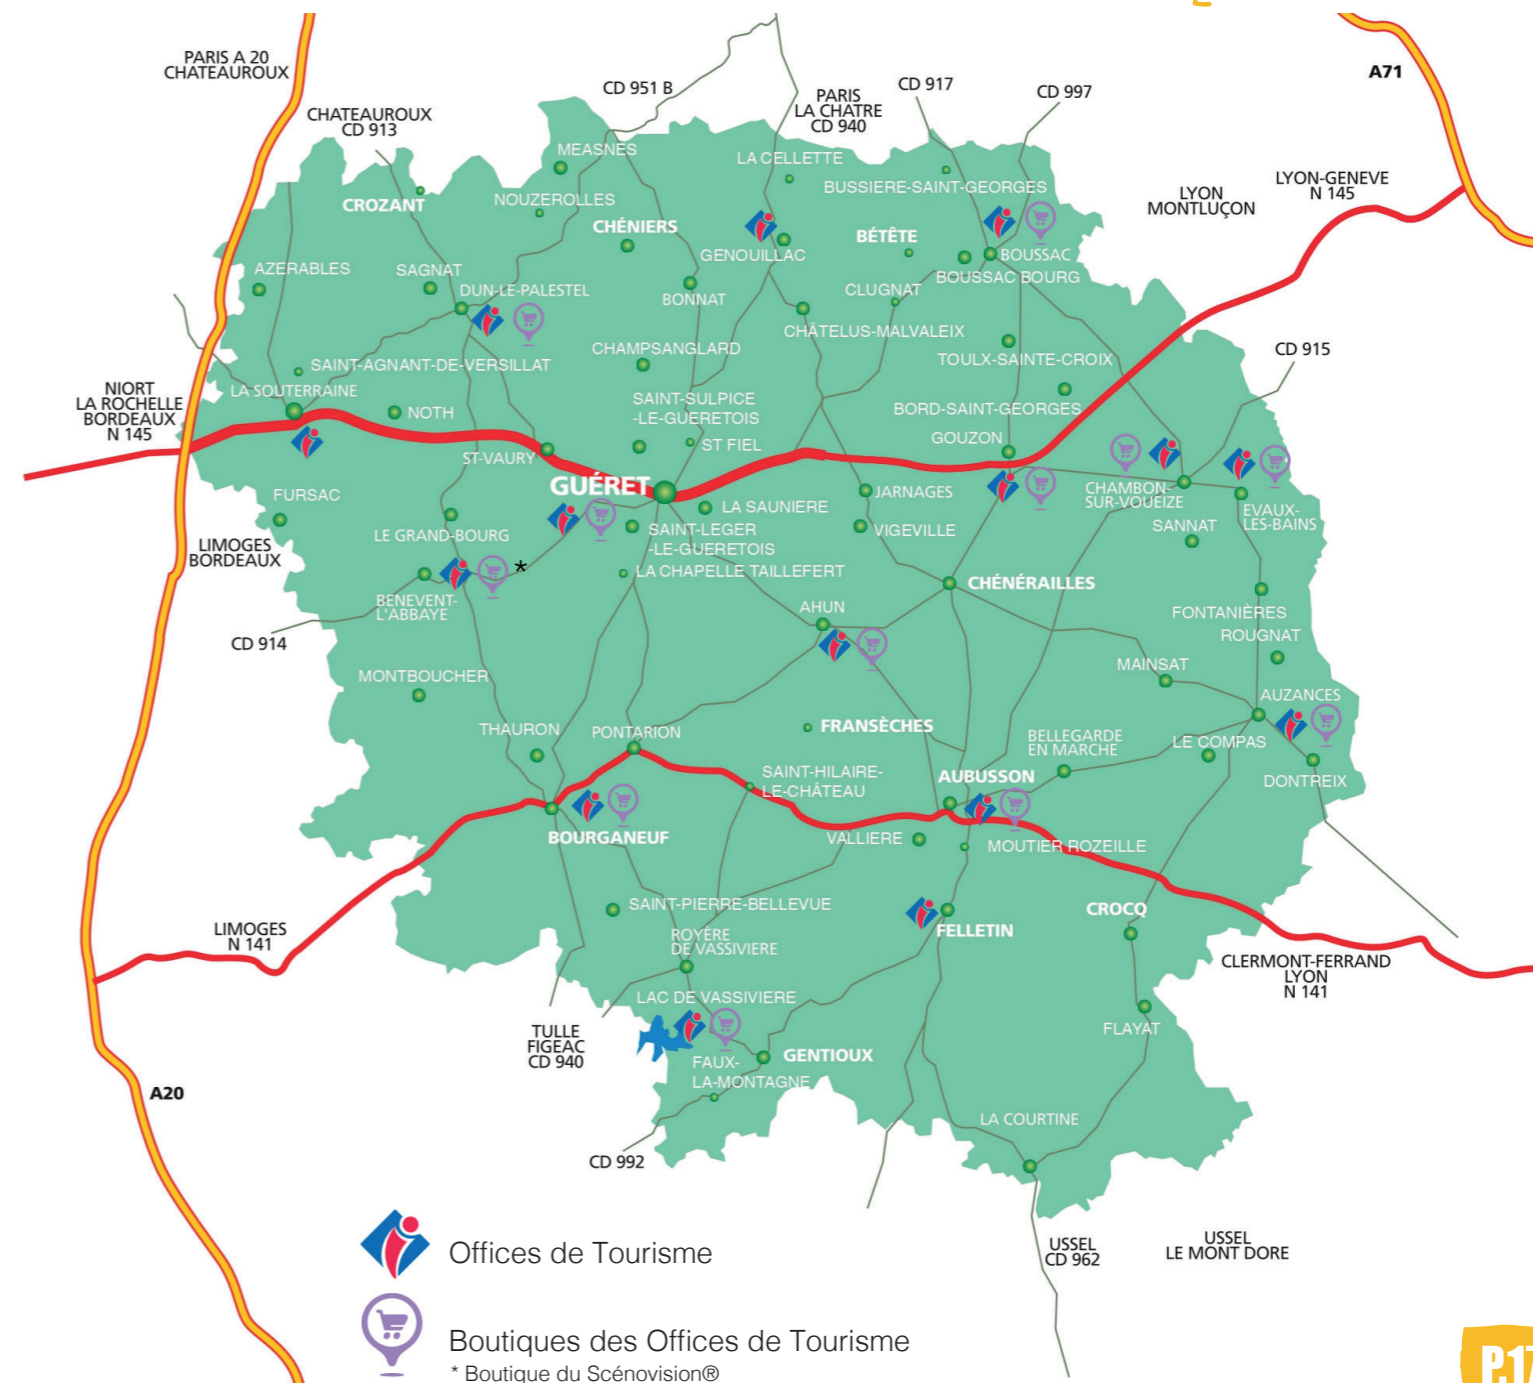 PARIS A 20
CHATEAUROUX
A71
CD 951 B
CD 917
CD 997
PARIS
LA CHATRE
CD 940
CHATEAUROUX
CD 913
MEASNES
LA CELLETTE
BUSSIERE-SAINT-GEORGES
LYON-GENEVE
N 145
LYON
MONTLUÇON
CROZANT
NOUZEROLLES
CHÉNIERS
BÉTÊTE
GENOUILLAC
BOUSSAC
BOUSSAC BOURG
AZERABLES
SAGNAT
DUN-LE-PALESTEL
BONNAT
CLUGNAT
CHÂTELUS-MALVALEIX
CHAMPSANGLARD
TOULX-SAINTE-CROIX
CD 915
SAINT-AGNANT-DE-VERSILLAT
LA SOUTERRAINE
NIORT
LA ROCHELLE
BORDEAUX
N 145
NOTH
SAINT-SULPICE
-LE-GUERETOIS
BORD-SAINT-GEORGES
ST FIEL
GOUZON
ST-VAURY
GUÉRET
JARNAGES
CHAMBON-
SUR-VOUEIZE
EVAUX-
LES-BAINS
FURSAC
LA SAUNIERE
LE GRAND-BOURG
SAINT-LEGER
-LE-GUERETOIS
VIGEVILLE
SANNAT
LIMOGES
BORDEAUX
*
LA CHAPELLE TAILLEFERT
CHÉNÉRAILLES
BENEVENT-
L'ABBAYE
AHUN
FONTANIÈRES
ROUGNAT
CD 914
MONTBOUCHER
MAINSAT
AUZANCES
THAURON
PONTARION
FRANSÈCHES
BELLEGARDE
EN MARCHE
LE COMPAS
DONTREIX
SAINT-HILAIRE-
LE-CHÂTEAU
AUBUSSON
BOURGANEUF
VALLIERE
MOUTIER ROZEILLE
SAINT-PIERRE-BELLEVUE
CROCQ
LIMOGES
N 141
FELLETIN
ROYÈRE
DE VASSIVIERE
CLERMONT-FERRAND
LYON
N 141
LAC DE VASSIVIERE
FLAYAT
TULLE
FIGEAC
CD 940
GENTIOUX
FAUX-
LA-MONTAGNE
A20
LA COURTINE
CD 992
USSEL
CD 962
USSEL
LE MONT DORE
Offices de Tourisme
Boutiques des Offices de Tourisme
* Boutique du Scénovision®
P.17